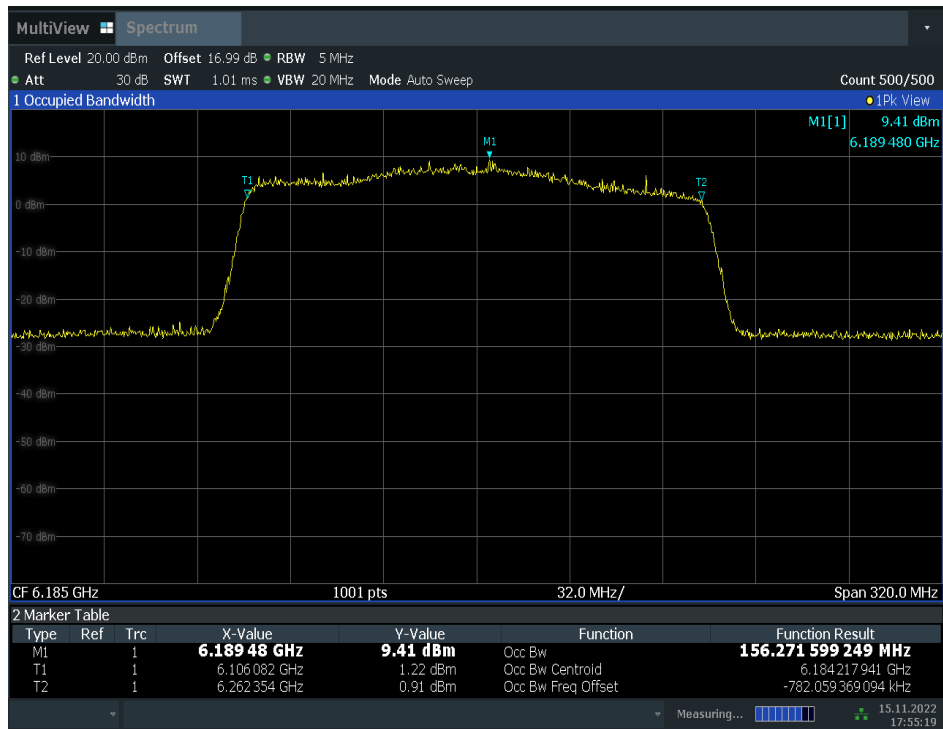 MultiView Spectrum
Ref Level 20.00 dBm Offset 16.99 dB RBW 5 MHz
Att 30 dB SWT 1.01 ms VBW 20 MHz Mode Auto Sweep Count 500/500
1 Occupied Bandwidth 1Pk View
M1[1] 9.41 dBm
6.189 480 GHz
M1
10 dBm
T1
T2
0 dBm
-10 dBm
-20 dBm
-30 dBm
-40 dBm
-50 dBm
-60 dBm
-70 dBm
CF 6.185 GHz 1001 pts 32.0 MHz/ Span 320.0 MHz
2 Marker Table
Type Ref Trc X-Value Y-Value Function Function Result
M1 1 6.189 48 GHz 9.41 dBm Occ Bw 156.271 599 249 MHz
T1 1 6.106 082 GHz 1.22 dBm Occ Bw Centroid 6.184 217 941 GHz
T2 1 6.262 354 GHz 0.91 dBm Occ Bw Freq Offset -782.059 369 094 kHz
Measuring... 15.11.2022
17:55:19